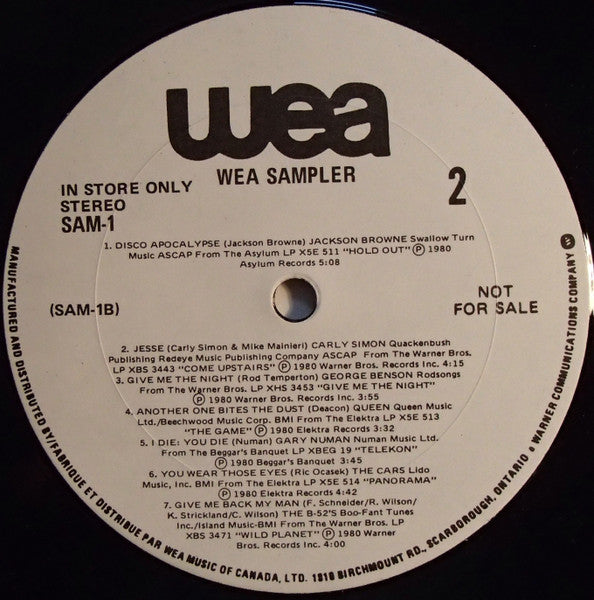 wea
WEA SAMPLER
2
IN STORE ONLY
STEREO
SAM-1
1. DISCO APOCALYPSE (Jackson Browne) JACKSON BROWNE Swallow Turn
Music ASCAP From The Asylum LP X5E 511 "HOLD OUT" Ⓟ 1980
Asylum Records 5:08
(SAM-1B)
NOT
FOR SALE
2. JESSE (Carly Simon & Mike Mainieri) CARLY SIMON Quackenbush
Publishing Redeye Music Publishing Company ASCAP From The Warner Bros.
LP XBS 3443 "COME UPSTAIRS" Ⓟ 1980 Warner Bros. Records Inc. 4:15
3. GIVE ME THE NIGHT (Rod Temperton) GEORGE BENSON Rodsongs
From The Warner Bros. LP XHS 3453 "GIVE ME THE NIGHT"
Ⓟ 1980 Warner Bros. Records Inc. 3:55
4. ANOTHER ONE BITES THE DUST (Deacon) QUEEN Queen Music
Ltd./Beechwood Music Corp. BMI From The Elektra LP X5E 513
"THE GAME" Ⓟ 1980 Elektra Records 3:32
5. I DIE: YOU DIE (Numan) GARY NUMAN Numan Music Ltd.
From The Beggar's Banquet LP XBEG 19 "TELEKON"
Ⓟ 1980 Beggar's Banquet 3:45
6. YOU WEAR THOSE EYES (Ric Ocasek) THE CARS Lido
Music, Inc. BMI From The Elektra LP X5E 514 "PANORAMA"
Ⓟ 1980 Elektra Records 4:42
7. GIVE ME BACK MY MAN (F. Schneider/R. Wilson/
K. Strickland/C. Wilson) THE B-52'S Boo-Fant Tunes
Inc./Island Music-BMI From The Warner Bros. LP
XBS 3471 "WILD PLANET" Ⓟ 1980 Warner
Bros. Records Inc. 4:00
MANUFACTURED AND DISTRIBUTED BY/FABRIQUE ET DISTRIBUE PAR WEA MUSIC OF CANADA, LTD. 1810 BIRCHMOUNT RD., SCARBOROUGH, ONTARIO • WARNER COMMUNICATIONS COMPANY